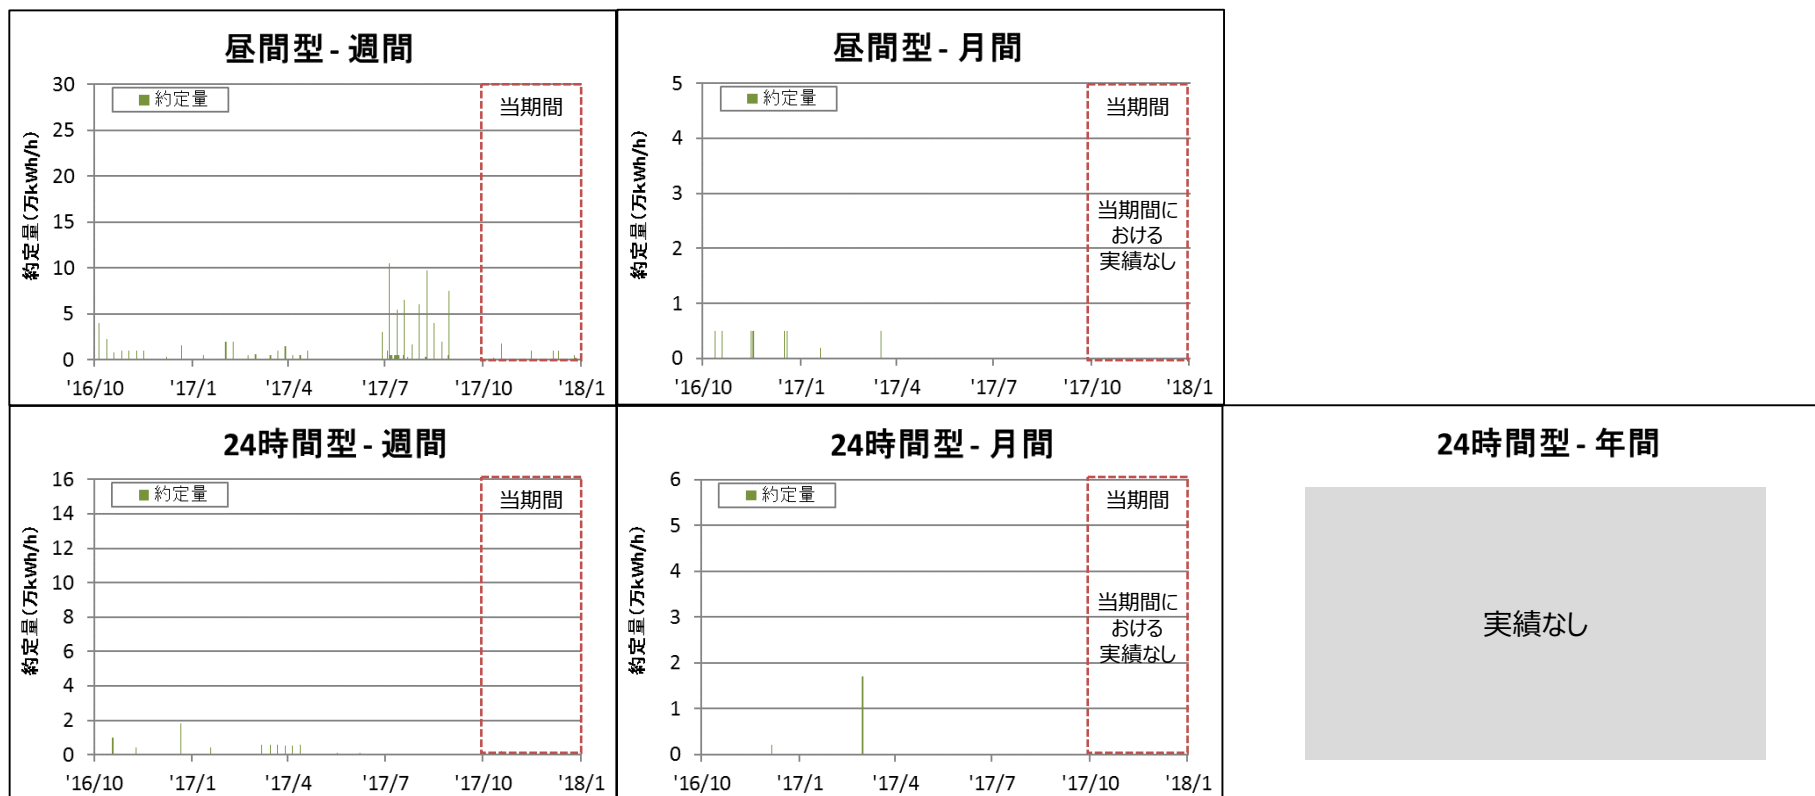 昼間型 - 週間
約定量(万kWh/h)
30
25
20
15
10
5
0
約定量
当期間
'16/10 '17/1 '17/4 '17/7 '17/10 '18/1
昼間型 - 月間
約定量(万kWh/h)
5
4
3
2
1
0
約定量
当期間
当期間に
おける
実績なし
'16/10 '17/1 '17/4 '17/7 '17/10 '18/1
24時間型 - 週間
約定量(万kWh/h)
16
14
12
10
8
6
4
2
0
約定量
当期間
'16/10 '17/1 '17/4 '17/7 '17/10 '18/1
24時間型 - 月間
約定量(万kWh/h)
6
5
4
3
2
1
0
約定量
当期間
当期間に
おける
実績なし
'16/10 '17/1 '17/4 '17/7 '17/10 '18/1
24時間型 - 年間
実績なし